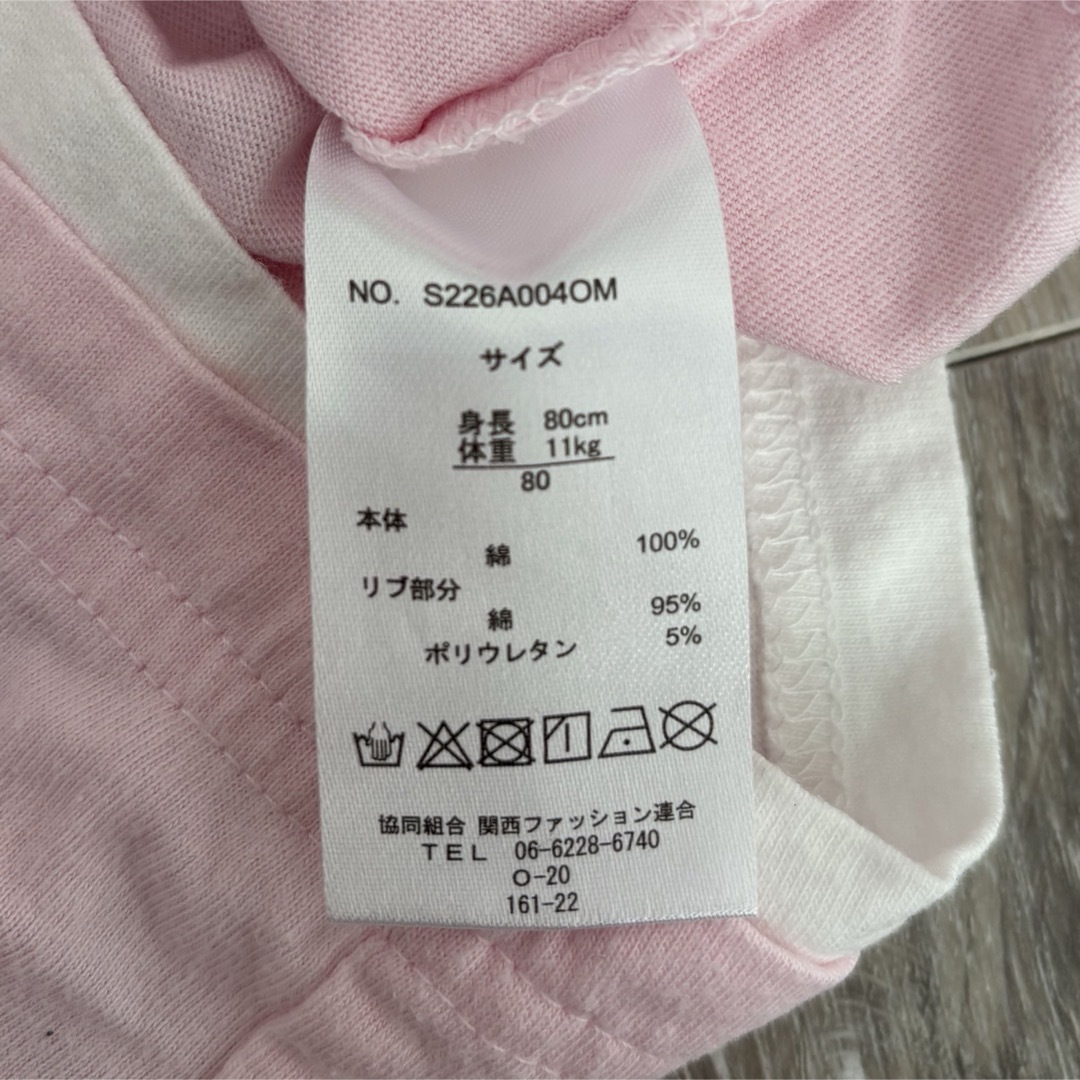 NO. S226A004OM
サイズ
身長 80cm
体重 11kg
80
本体
綿 100%
リブ部分
綿 95%
ポリウレタン 5%
協同組合 関西ファッション連合
TEL 06-6228-6740
O-20
161-22